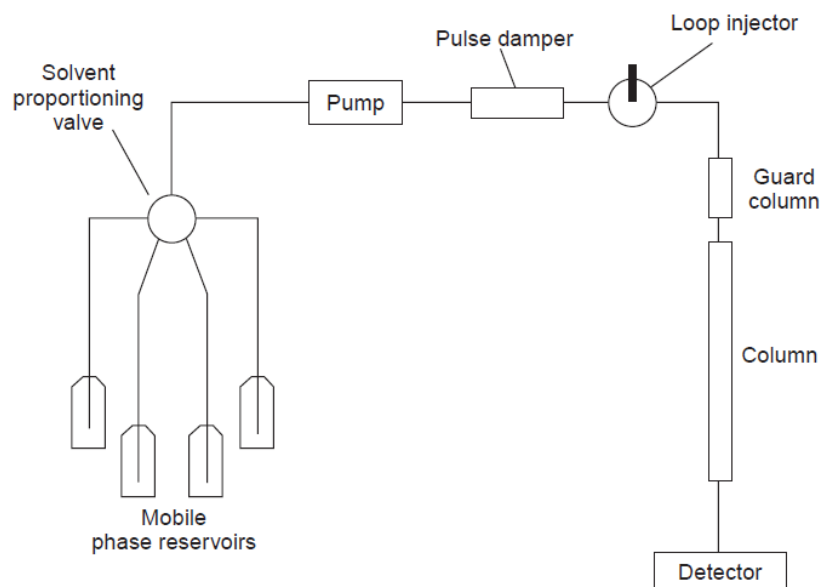 Loop injector
Pulse damper
Solvent
proportioning
valve
Pump
Guard
column
Column
Mobile
phase reservoirs
Detector